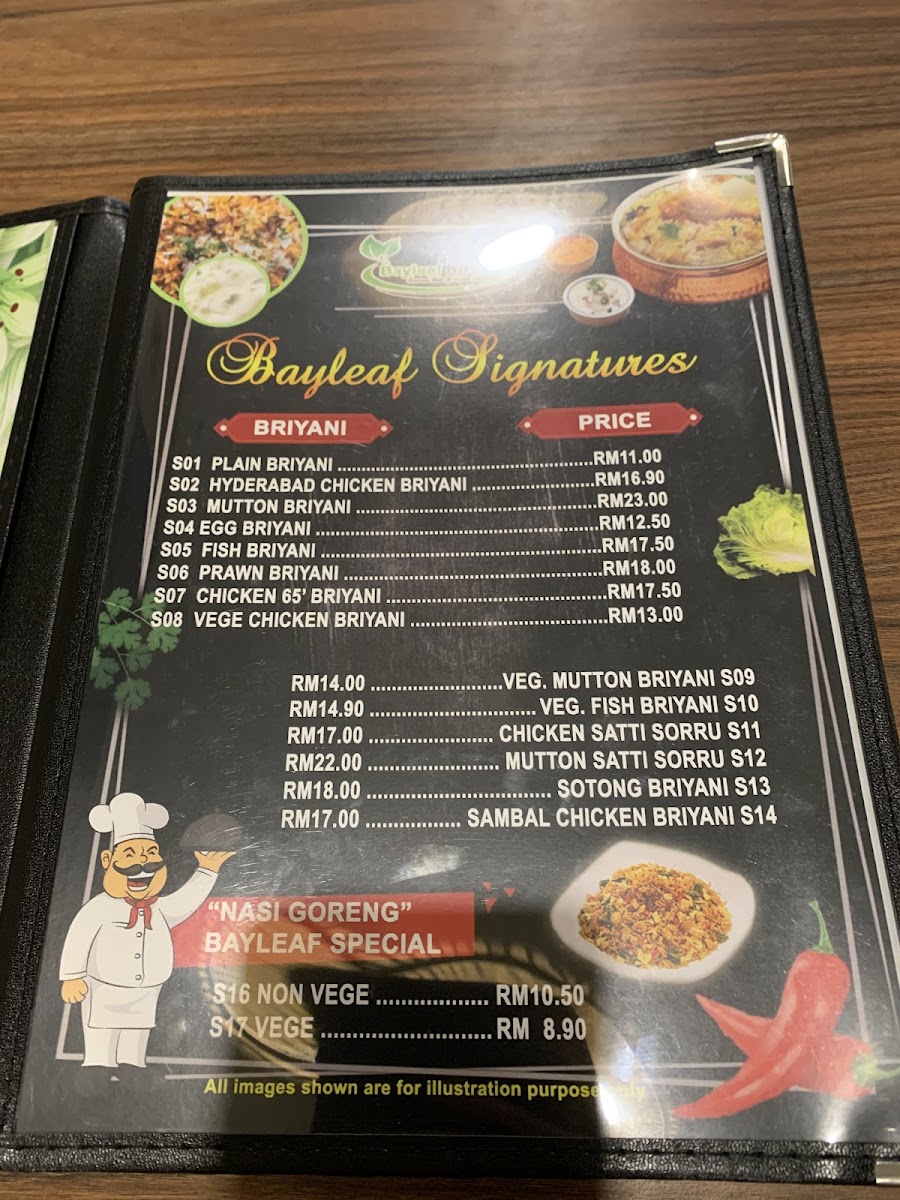 Bayleaf
Bayleaf Signatures
BRIYANI PRICE
S01 PLAIN BRIYANI ................................................RM11.00
S02 HYDERABAD CHICKEN BRIYANI .......................RM16.90
S03 MUTTON BRIYANI .............................................RM23.00
S04 EGG BRIYANI .....................................................RM12.50
S05 FISH BRIYANI .....................................................RM17.50
S06 PRAWN BRIYANI ................................................RM18.00
S07 CHICKEN 65' BRIYANI .........................................RM17.50
S08 VEGE CHICKEN BRIYANI .....................................RM13.00
RM14.00 .........................VEG. MUTTON BRIYANI S09
RM14.90 ............................... VEG. FISH BRIYANI S10
RM17.00 ....................... CHICKEN SATTI SORRU S11
RM22.00 ......................... MUTTON SATTI SORRU S12
RM18.00 .................................. SOTONG BRIYANI S13
RM17.00 .................. SAMBAL CHICKEN BRIYANI S14
“NASI GORENG”
BAYLEAF SPECIAL
S16 NON VEGE ................... RM10.50
S17 VEGE .............................RM 8.90
All images shown are for illustration purpose only